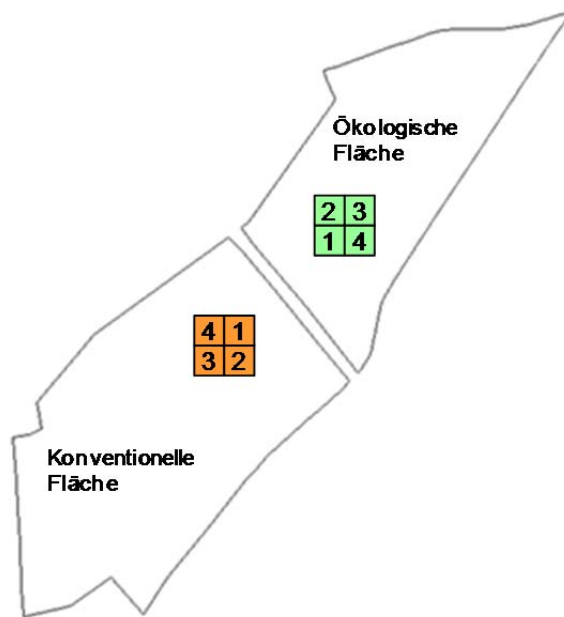 Ökologische
Fläche
2 3
1 4
4 1
3 2
Konventionelle
Fläche